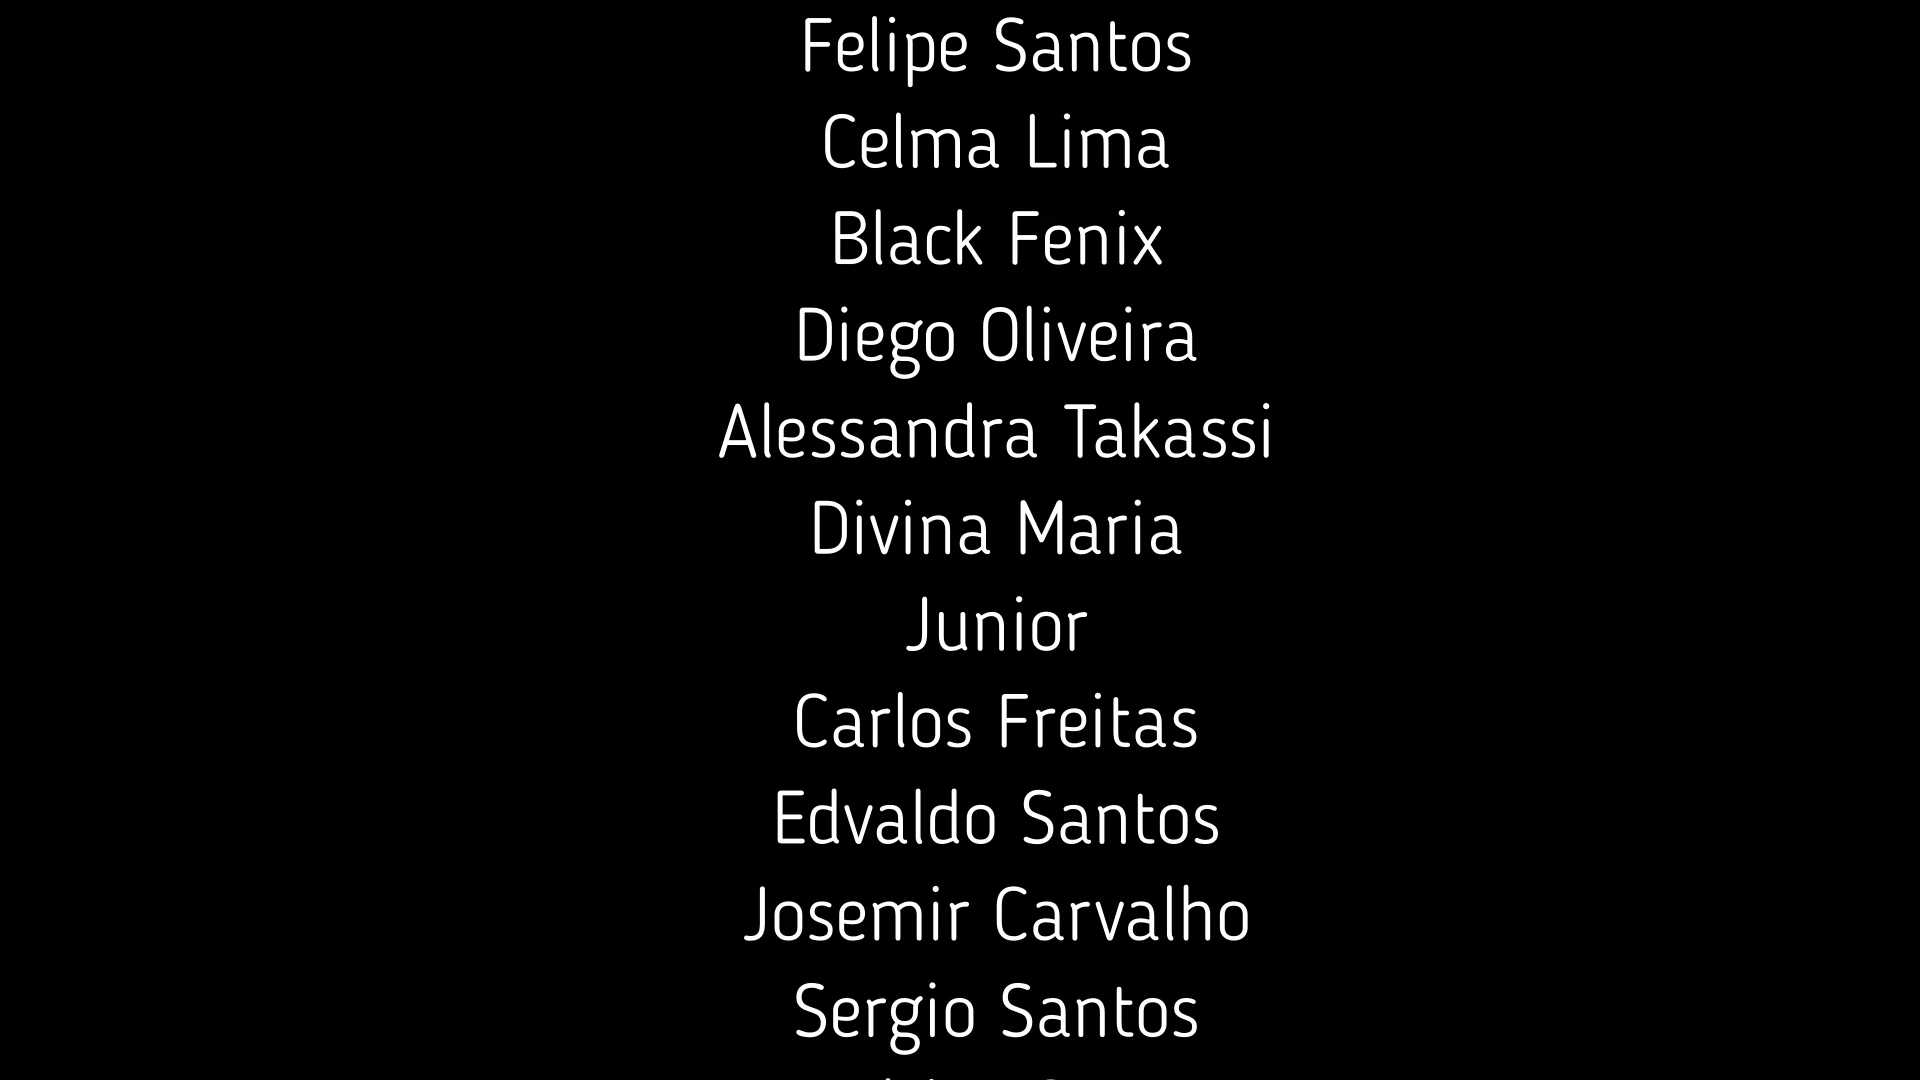 Felipe Santos
Celma Lima
Black Fenix
Diego Oliveira
Alessandra Takassi
Divina Maria
Junior
Carlos Freitas
Edvaldo Santos
Josemir Carvalho
Sergio Santos